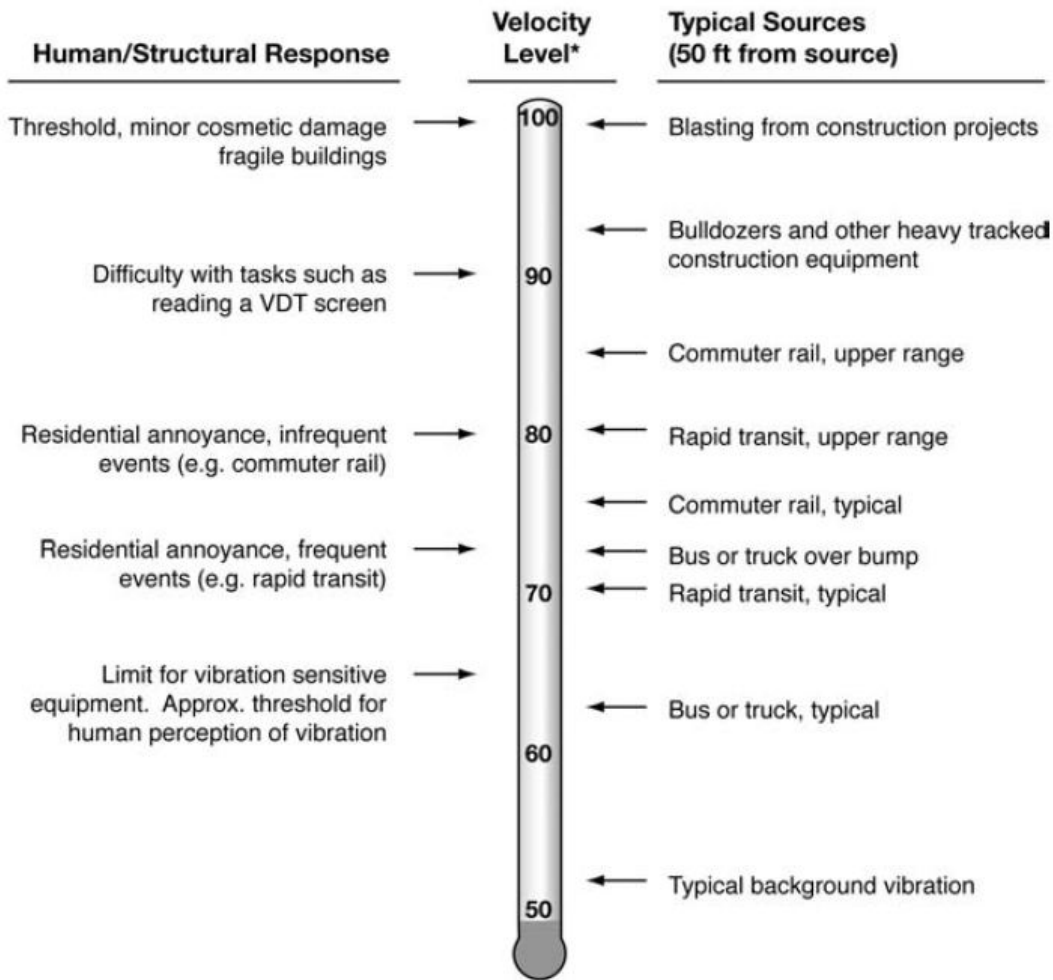 Human/Structural Response
Velocity
Level*
Typical Sources
(50 ft from source)
Threshold, minor cosmetic damage
fragile buildings
100
Blasting from construction projects
Bulldozers and other heavy tracked
construction equipment
Difficulty with tasks such as
reading a VDT screen
90
Commuter rail, upper range
Residential annoyance, infrequent
events (e.g. commuter rail)
80
Rapid transit, upper range
Commuter rail, typical
Residential annoyance, frequent
events (e.g. rapid transit)
Bus or truck over bump
70
Rapid transit, typical
Limit for vibration sensitive
equipment. Approx. threshold for
human perception of vibration
Bus or truck, typical
60
Typical background vibration
50